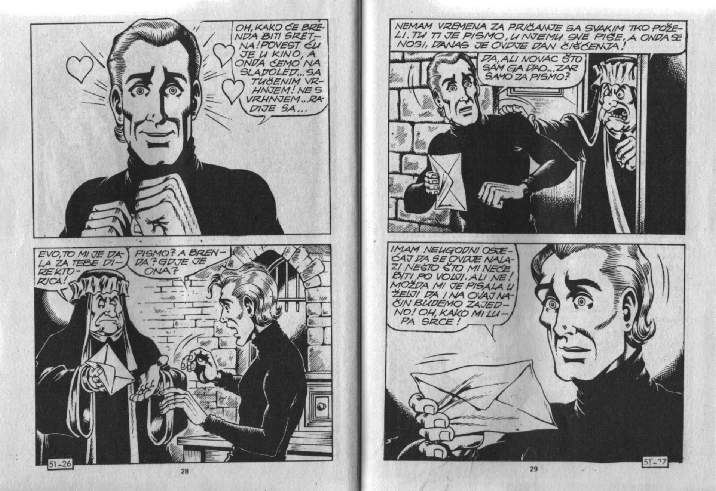 OH, KAKO ĆE BRE-
NDA BITI SRET-
NA! POVEST ĆU
JE U KINO, A
ONDA ĆEMO NA
SLADOLED... SA
TUČENIM VR-
HNJEM! NE S
VRHNJEM... RA-
DIJE SA...
EVO, TO MI JE DA-
LA ZA TEBE DI-
REKTO-
RICA!
PISMO? A BREN-
DA? GDJE JE
ONA?
51-26
28
NEMAM VREMENA ZA PRIČANJE SA SVAKIM TKO POŽE-
LI. TU TI JE PISMO, U NJEMU SVE PIŠE, A ONDA SE
NOSI, DANAS JE OVDJE DAN ČIŠĆENJA!
DA, ALI NOVAC ŠTO
SAM GA DAO... ZAR
SAMO ZA PISMO?
IMAM NEUGODNI OSJE-
ĆAJ DA SE OVDJE NALA-
ZI NEŠTO ŠTO MI NEĆE
BITI PO VOLJI. ALI NE!
MOŽDA MI JE PISALA U
ŽELJI DA I NA OVAJ NA-
ČIN BUDEMO ZAJED-
NO! OH, KAKO MI LU-
PA SRCE!
51-27
29